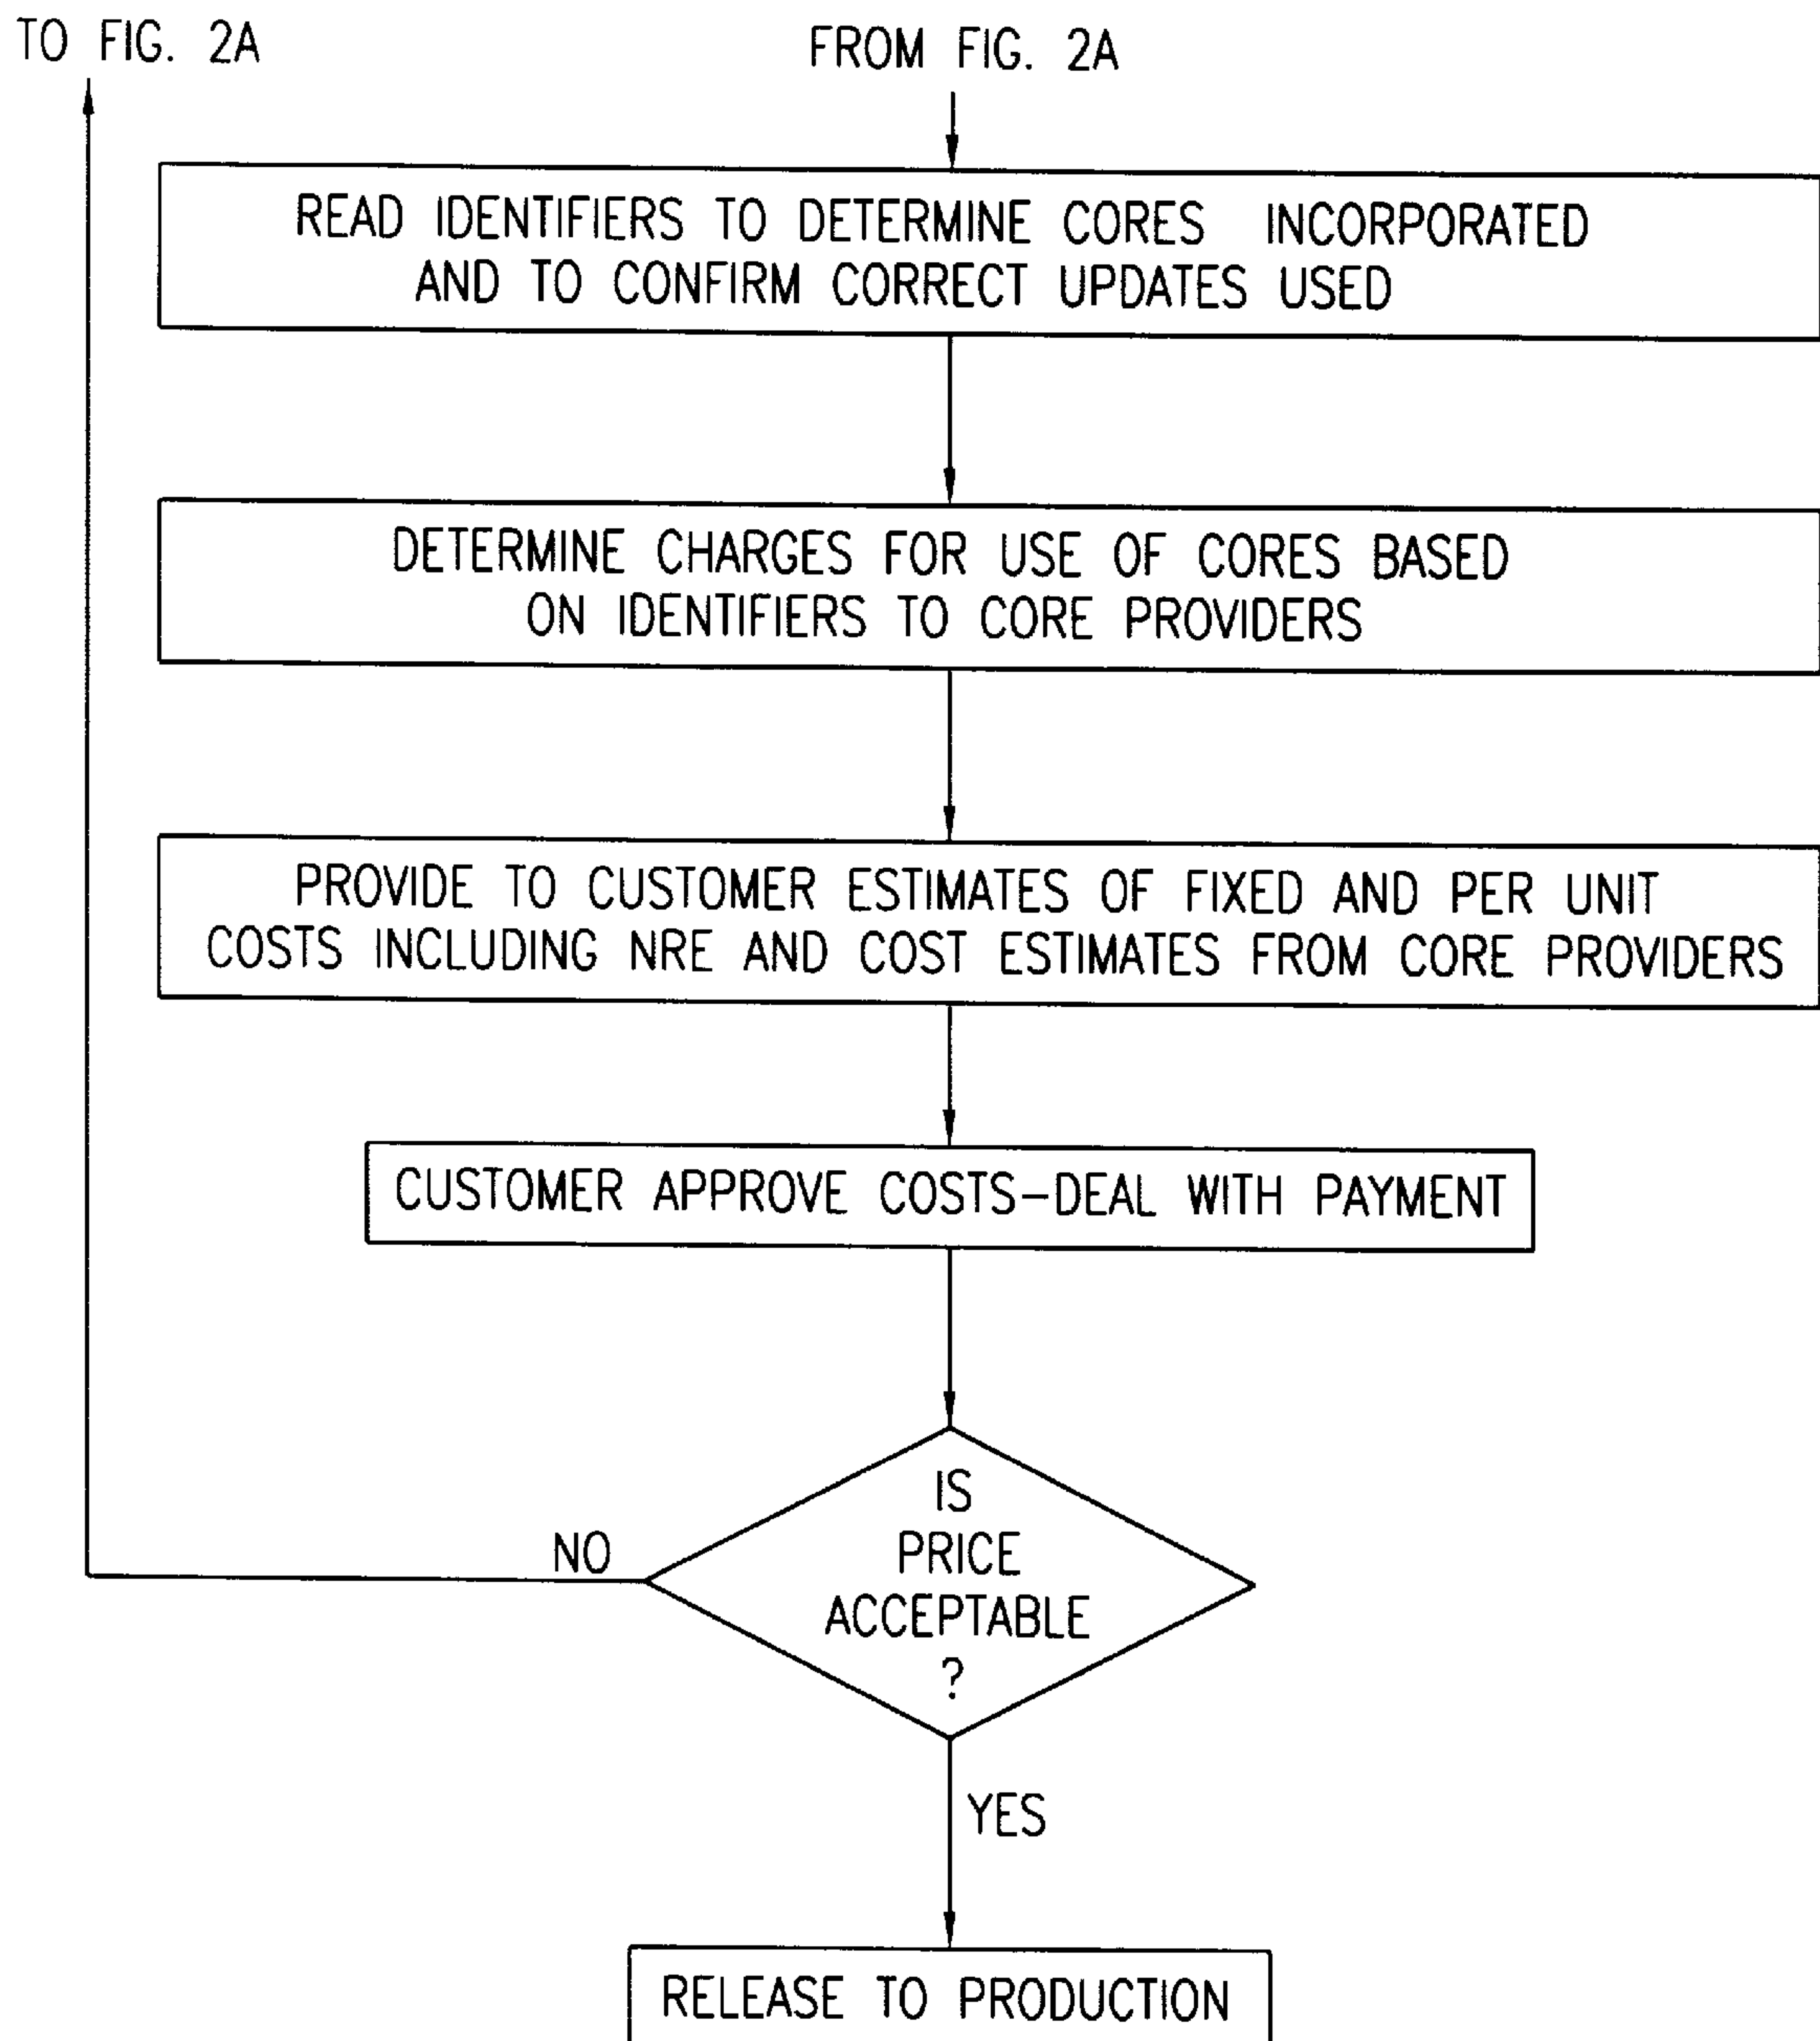 TO FIG. 2A
FROM FIG. 2A
READ IDENTIFIERS TO DETERMINE CORES INCORPORATED
AND TO CONFIRM CORRECT UPDATES USED
DETERMINE CHARGES FOR USE OF CORES BASED
ON IDENTIFIERS TO CORE PROVIDERS
PROVIDE TO CUSTOMER ESTIMATES OF FIXED AND PER UNIT
COSTS INCLUDING NRE AND COST ESTIMATES FROM CORE PROVIDERS
CUSTOMER APPROVE COSTS-DEAL WITH PAYMENT
IS
PRICE
ACCEPTABLE
?
NO
YES
RELEASE TO PRODUCTION